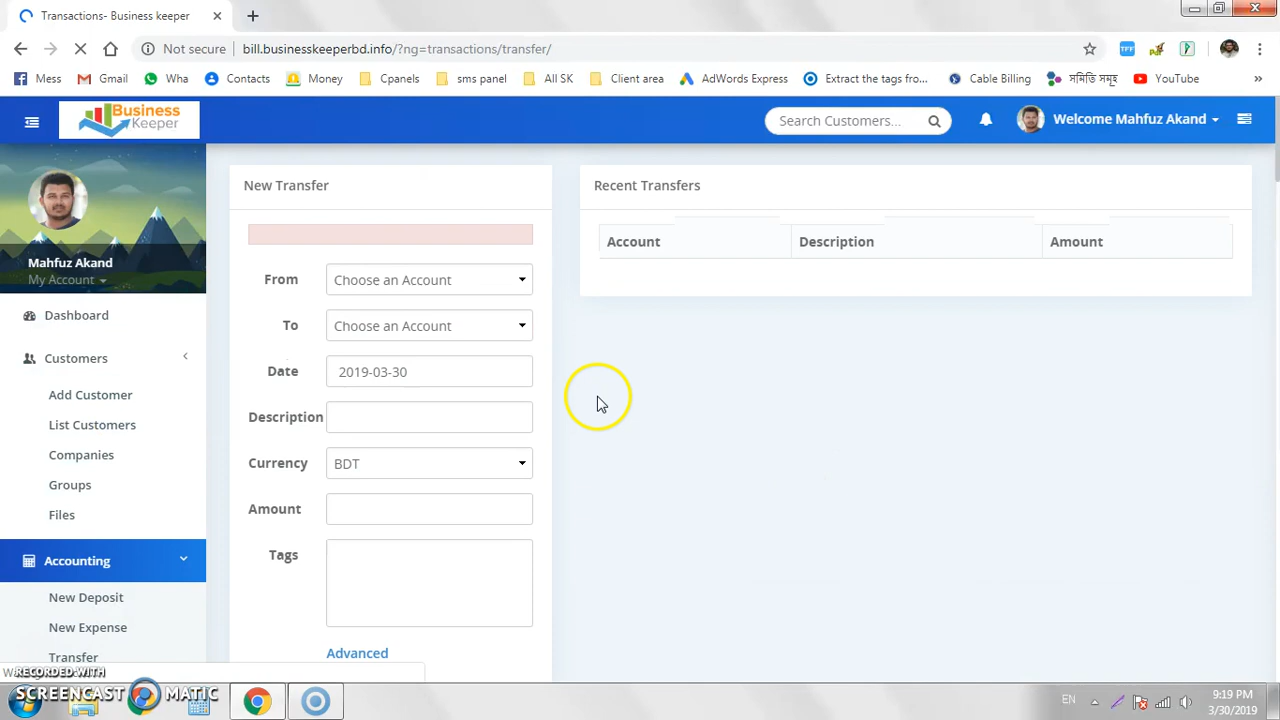 Transactions- Business keeper
Not secure
bill.businesskeeperbd.info/?ng=transactions/transfer/
Mess
Gmail
Wha
Contacts
Money
Cpanels
sms panel
All SK
Client area
AdWords Express
Extract the tags fro...
Cable Billing
সমিতি সমূহ
YouTube
»
Business
Keeper
Search Customers...
Welcome Mahfuz Akand
Mahfuz Akand
My Account
Dashboard
Customers
Add Customer
List Customers
Companies
Groups
Files
Accounting
New Deposit
New Expense
Transfer
New Transfer
From
Choose an Account
To
Choose an Account
Date
2019-03-30
Description
Currency
BDT
Amount
Tags
Advanced
Recent Transfers
Account
Description
Amount
RECORDED WITH
SCREENCAST MATIC
EN
9:19 PM
3/30/2019